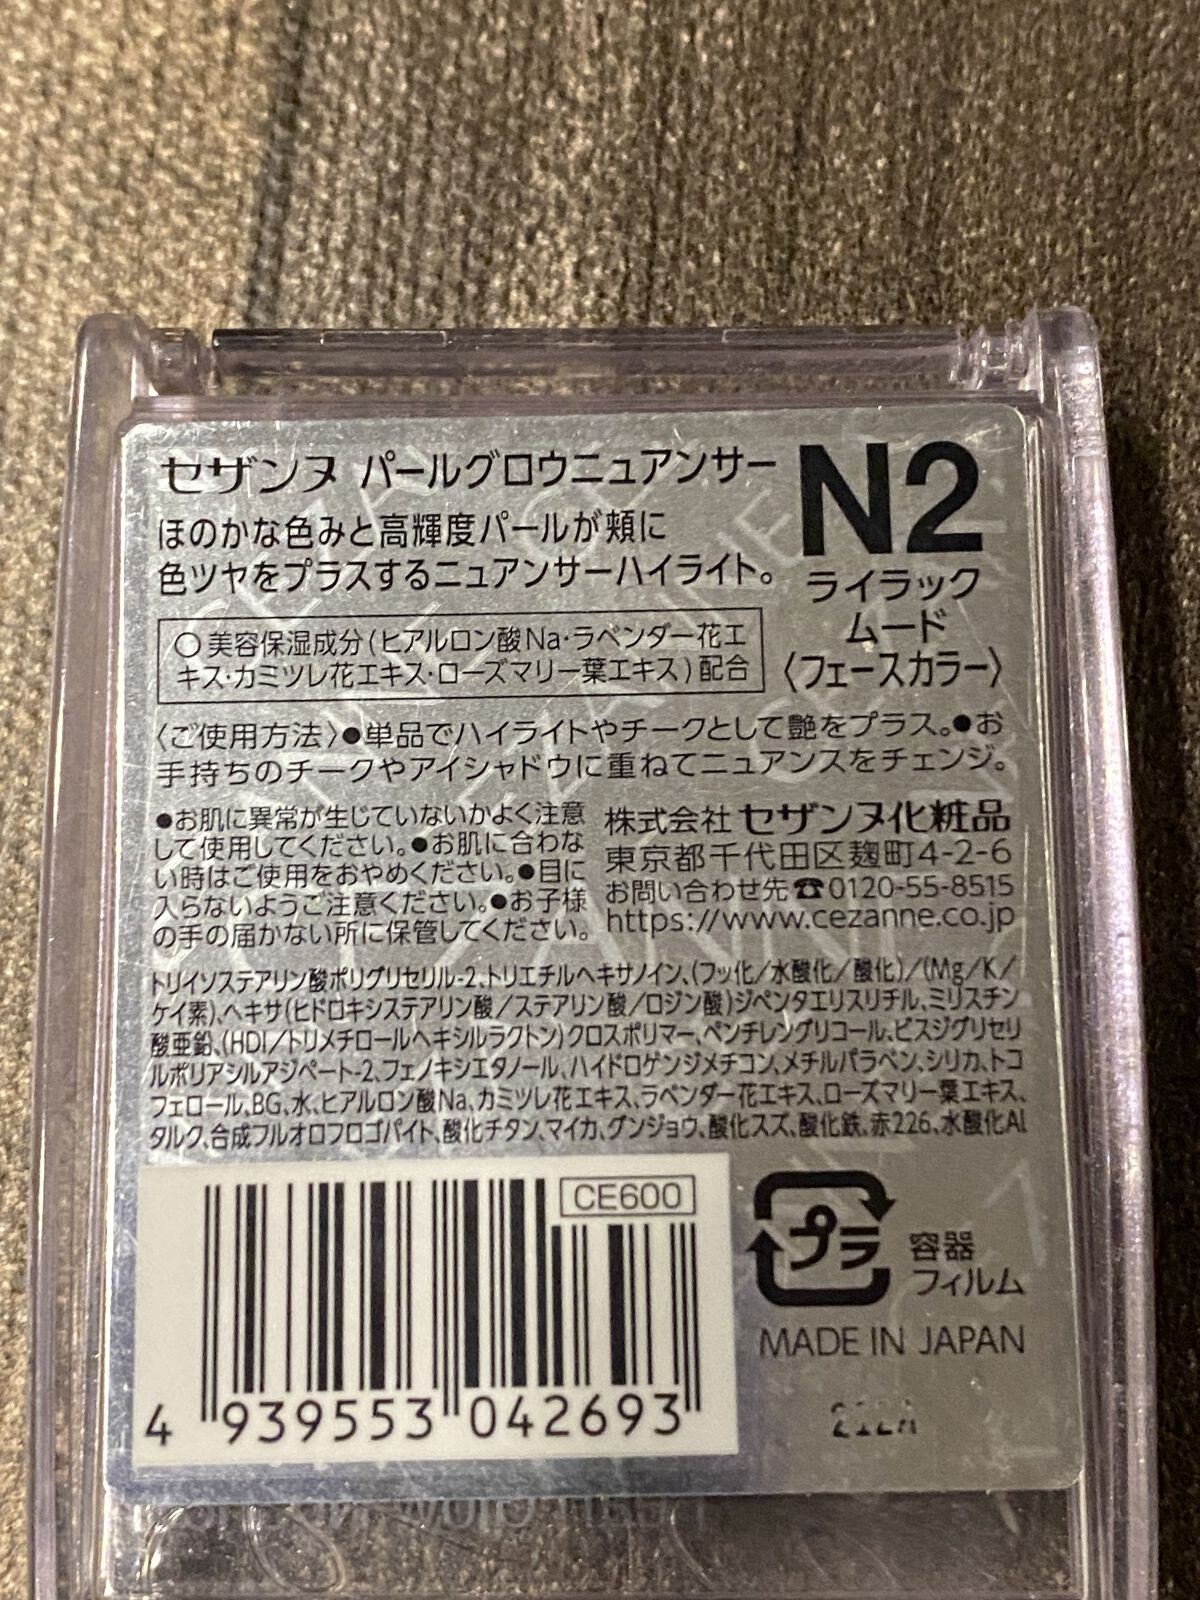 セザンヌ パールグロウニュアンサー
ほのかな色みと高輝度パールが頬に
色ツヤをプラスするニュアンサーハイライト。
N2
ライラック
ムード
〈フェースカラー〉
○美容保湿成分(ヒアルロン酸Na・ラベンダー花エ
キス・カミツレ花エキス・ローズマリー葉エキス)配合
〈ご使用方法〉●単品でハイライトやチークとして艶をプラス。●お
手持ちのチークやアイシャドウに重ねてニュアンスをチェンジ。
●お肌に異常が生じていないかよく注意
して使用してください。●お肌に合わな
い時はご使用をおやめください。●目に
入らないようご注意ください。●お子様
の手の届かない所に保管してください。
株式会社 セザンヌ化粧品
東京都千代田区麹町4-2-6
お問い合わせ先☎0120-55-8515
https://www.cezanne.co.jp
トリイソステアリン酸ポリグリセリル-2、トリエチルヘキサノイン、(フッ化/水酸化/酸化)/(Mg/K/
ケイ素)、ヘキサ(ヒドロキシステアリン酸/ステアリン酸/ロジン酸)ジペンタエリスリチル、ミリスチン
酸亜鉛、(HDI/トリメチロールヘキシルラクトン)クロスポリマー、ペンチレングリコール、ビスジグリセリ
ルポリアシルアジペート-2、フェノキシエタノール、ハイドロゲンジメチコン、メチルパラベン、シリカ、トコ
フェロール、BG、水、ヒアルロン酸Na、カミツレ花エキス、ラベンダー花エキス、ローズマリー葉エキス、
タルク、合成フルオロフロゴパイト、酸化チタン、マイカ、グンジョウ、酸化スズ、酸化鉄、赤226、水酸化Al
CE600
4 939553 042693
プラ
容器
フィルム
MADE IN JAPAN
212A